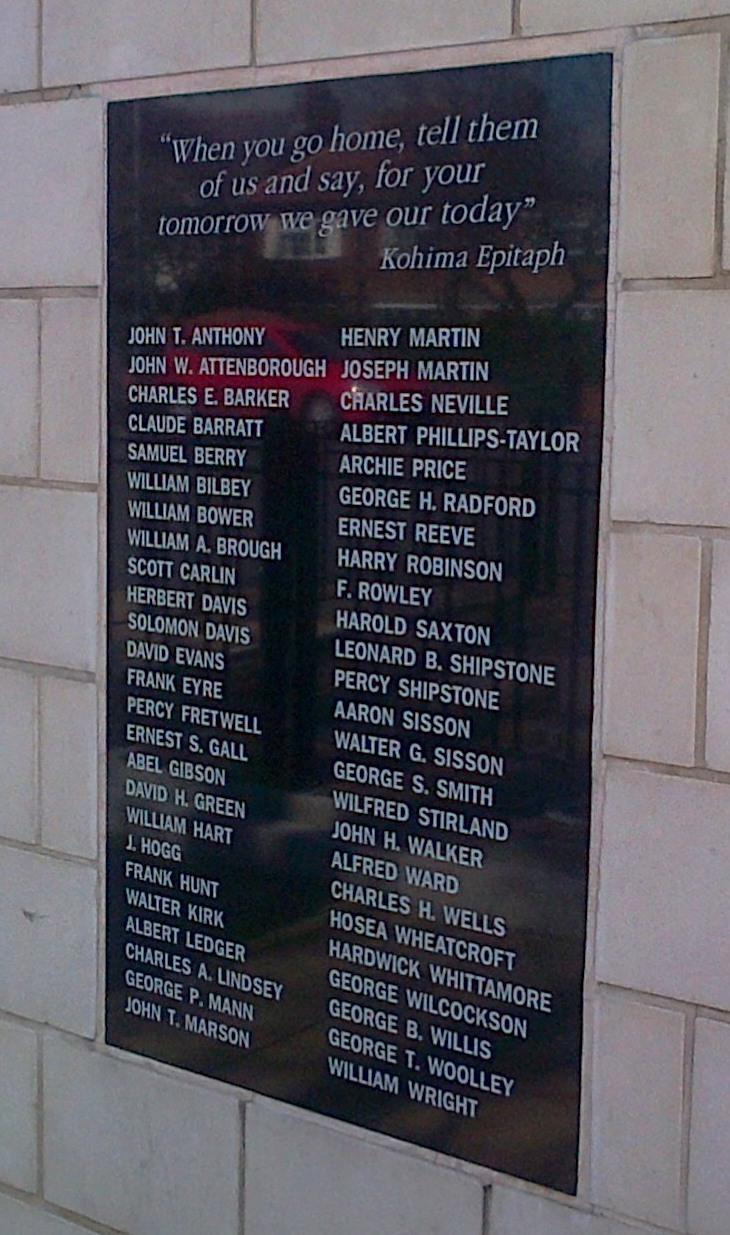 “When you go home, tell them
of us and say, for your
tomorrow we gave our today”
Kohima Epitaph
JOHN T. ANTHONY
JOHN W. ATTENBOROUGH
CHARLES E. BARKER
CLAUDE BARRATT
SAMUEL BERRY
WILLIAM BILBEY
WILLIAM BOWER
WILLIAM A. BROUGH
SCOTT CARLIN
HERBERT DAVIS
SOLOMON DAVIS
DAVID EVANS
FRANK EYRE
PERCY FRETWELL
ERNEST S. GALL
ABEL GIBSON
DAVID H. GREEN
WILLIAM HART
J. HOGG
FRANK HUNT
WALTER KIRK
ALBERT LEDGER
CHARLES A. LINDSEY
GEORGE P. MANN
JOHN T. MARSON
HENRY MARTIN
JOSEPH MARTIN
CHARLES NEVILLE
ALBERT PHILLIPS-TAYLOR
ARCHIE PRICE
GEORGE H. RADFORD
ERNEST REEVE
HARRY ROBINSON
F. ROWLEY
HAROLD SAXTON
LEONARD B. SHIPSTONE
PERCY SHIPSTONE
AARON SISSON
WALTER G. SISSON
GEORGE S. SMITH
WILFRED STIRLAND
JOHN H. WALKER
ALFRED WARD
CHARLES H. WELLS
HOSEA WHEATCROFT
HARDWICK WHITTAMORE
GEORGE WILCOCKSON
GEORGE B. WILLIS
GEORGE T. WOOLLEY
WILLIAM WRIGHT